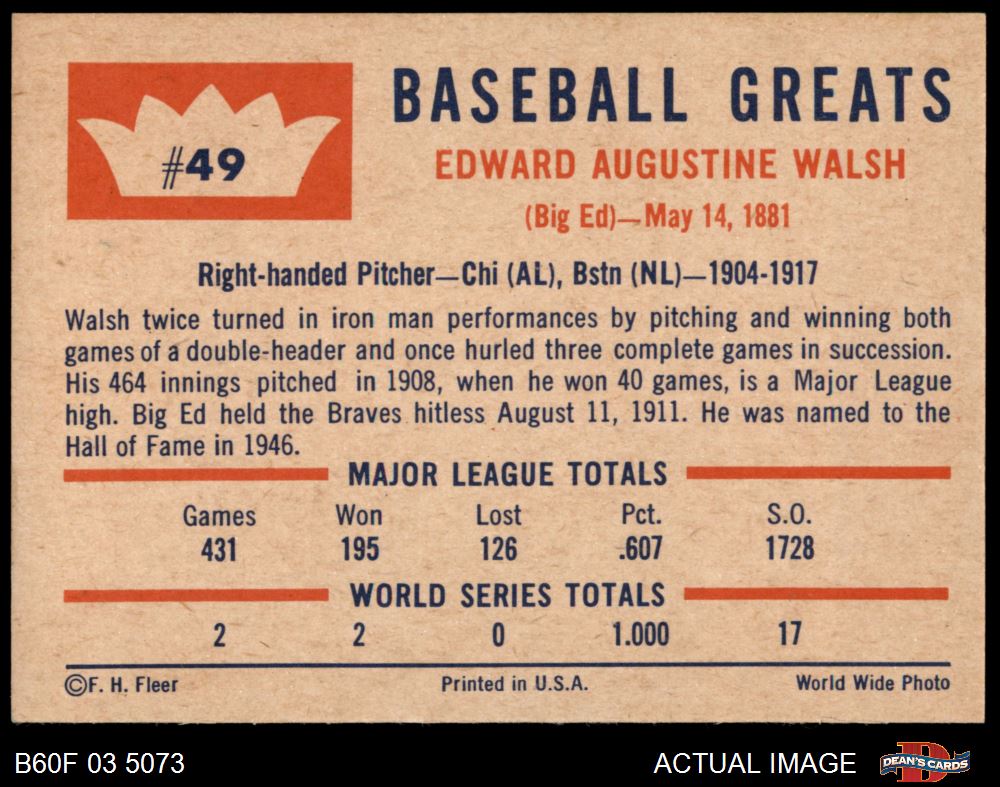 #49
BASEBALL GREATS
EDWARD AUGUSTINE WALSH
(Big Ed)—May 14, 1881
Right-handed Pitcher—Chi (AL), Bstn (NL)—1904-1917
Walsh twice turned in iron man performances by pitching and winning both
games of a double-header and once hurled three complete games in succession.
His 464 innings pitched in 1908, when he won 40 games, is a Major League
high. Big Ed held the Braves hitless August 11, 1911. He was named to the
Hall of Fame in 1946.
MAJOR LEAGUE TOTALS
Games Won Lost Pct. S.O.
431 195 126 .607 1728
WORLD SERIES TOTALS
2 2 0 1.000 17
©F. H. Fleer Printed in U.S.A. World Wide Photo
B60F 03 5073 ACTUAL IMAGE DEAN'S CARDS